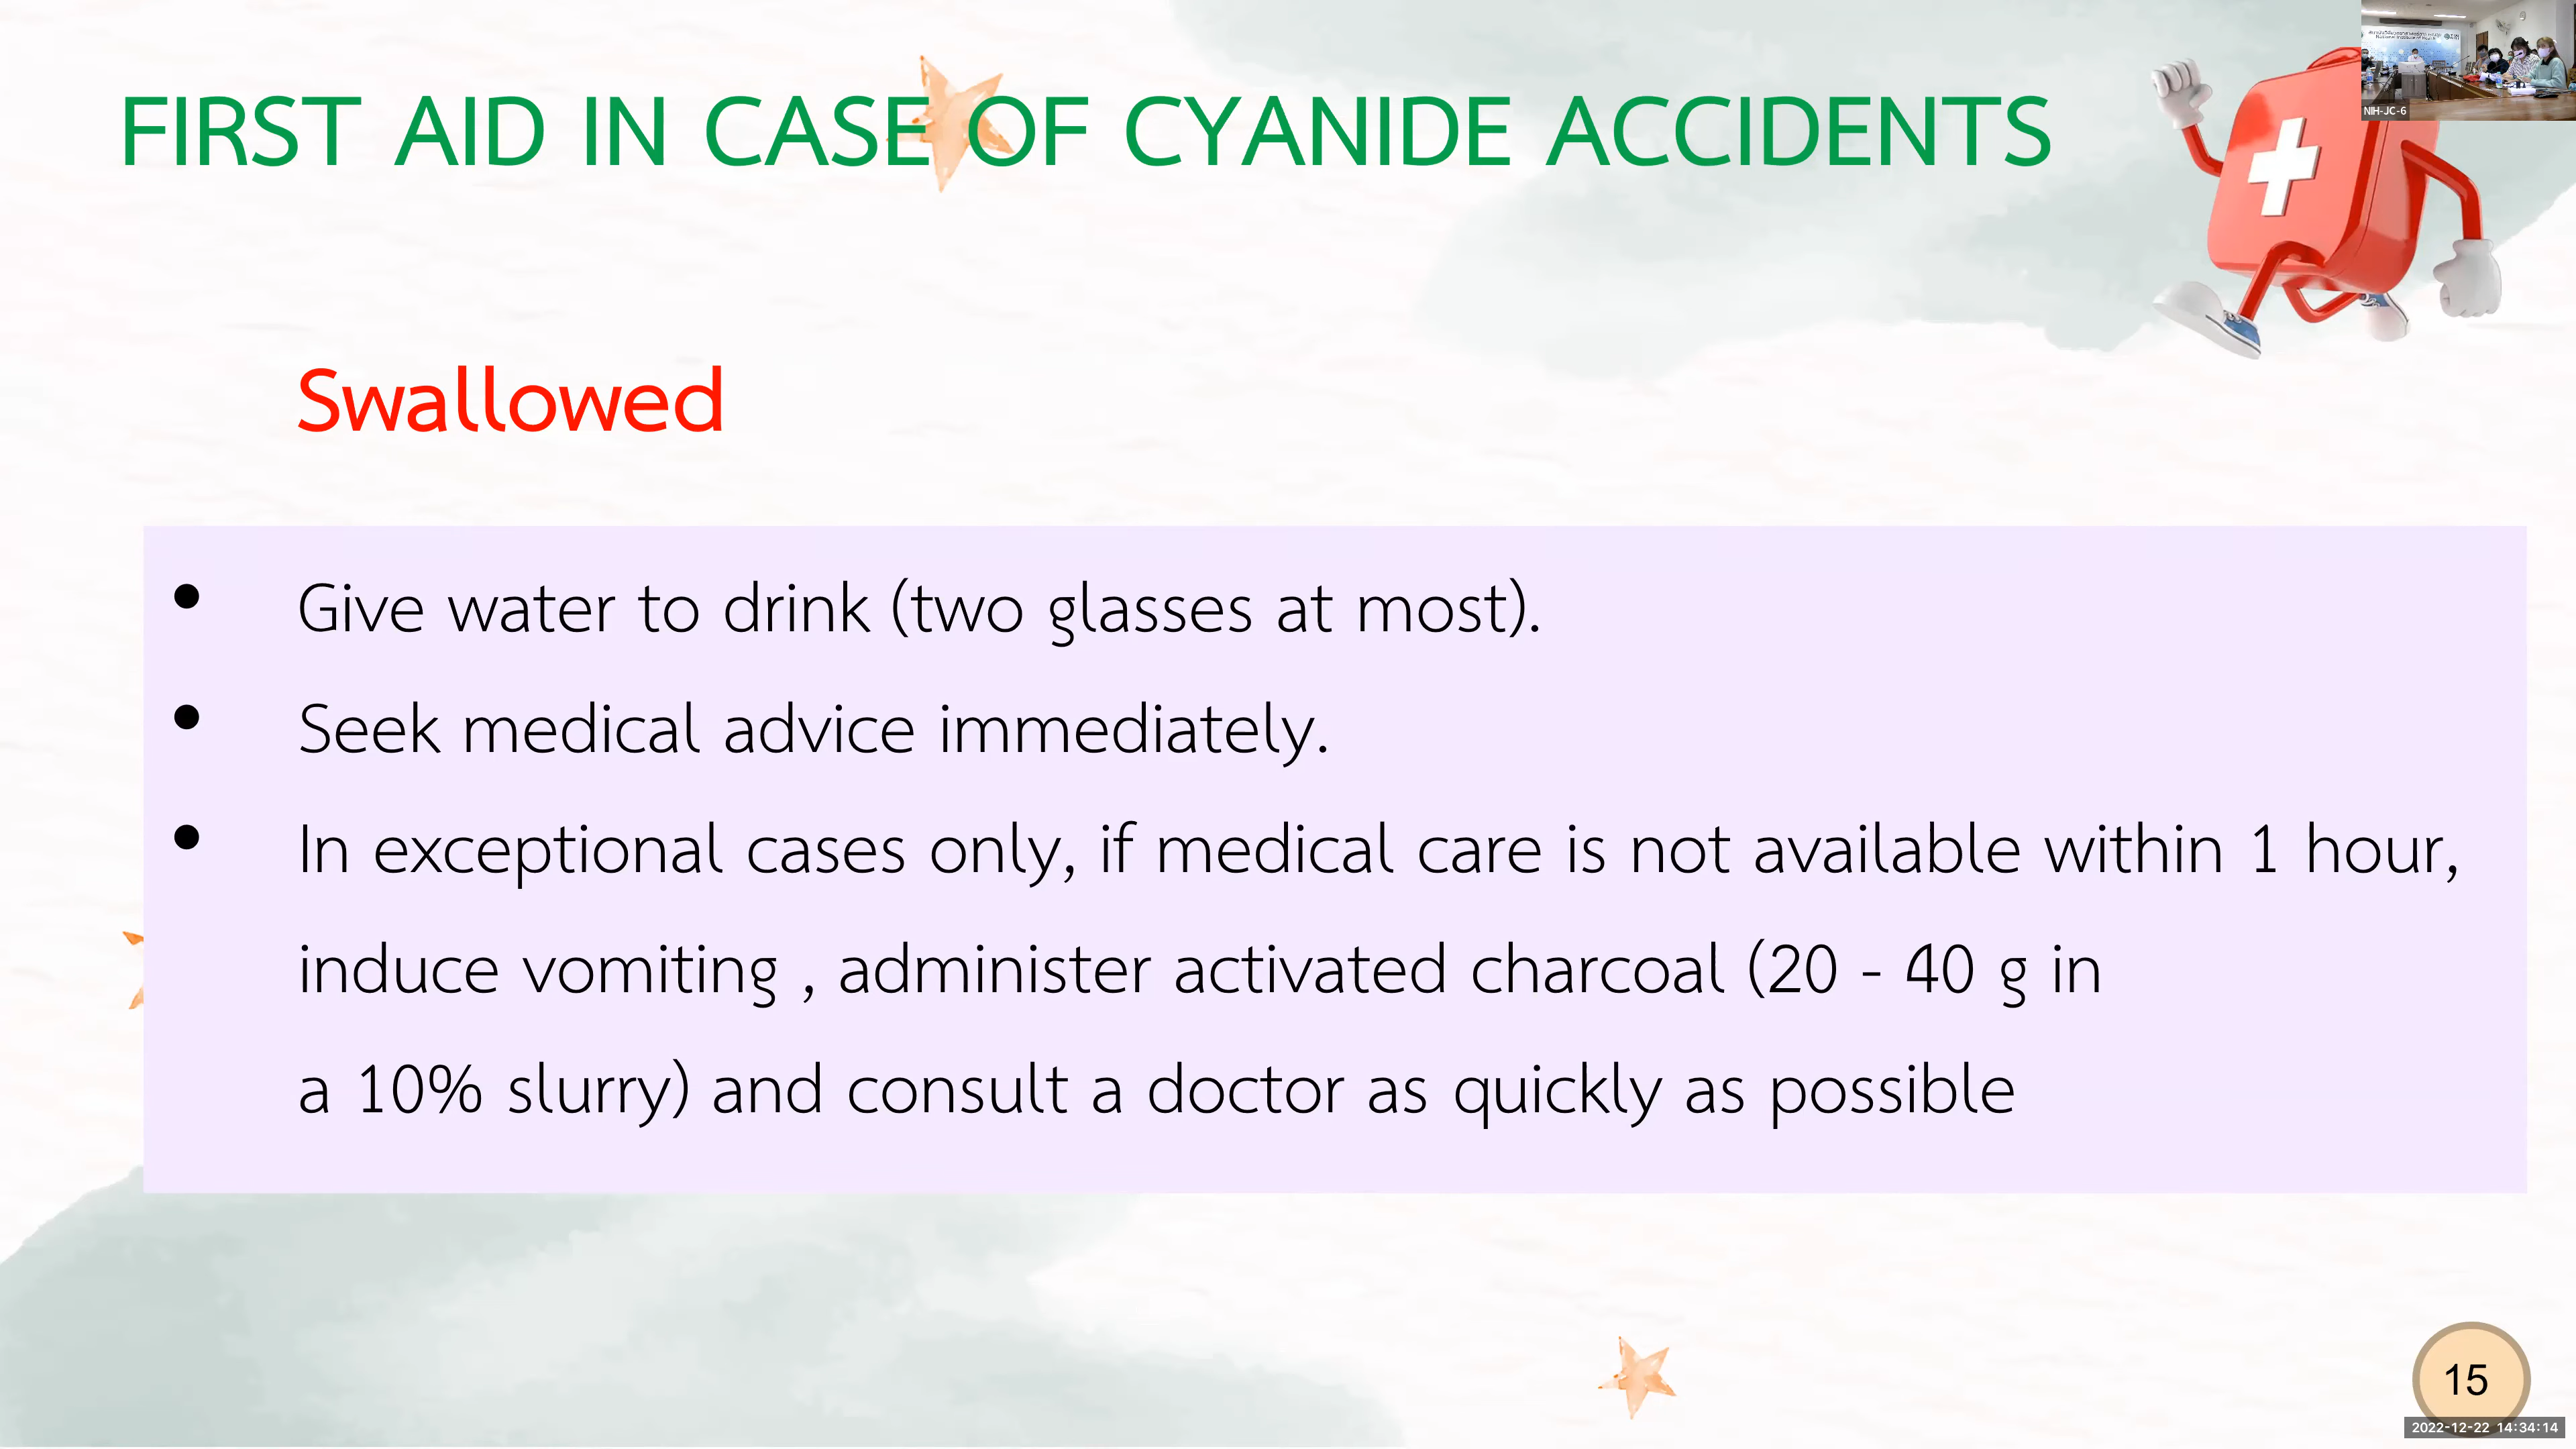 FIRST AID IN CASE OF CYANIDE ACCIDENTS
NIH-JC-6
Swallowed
• Give water to drink (two glasses at most).
• Seek medical advice immediately.
• In exceptional cases only, if medical care is not available within 1 hour,
induce vomiting , administer activated charcoal (20 - 40 g in
a 10% slurry) and consult a doctor as quickly as possible
15
2022-12-22 14:34:14